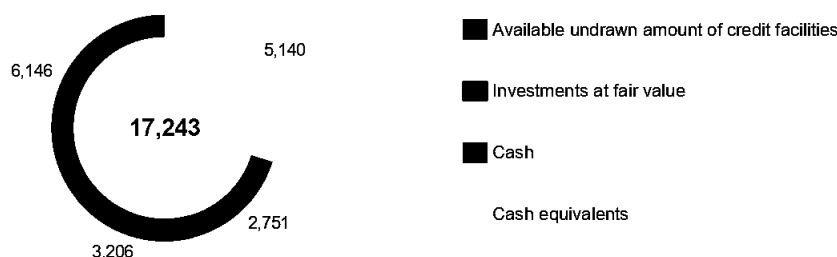 6,146
5,140
17,243
2,751
3,206
Available undrawn amount of credit facilities
Investments at fair value
Cash
Cash equivalents